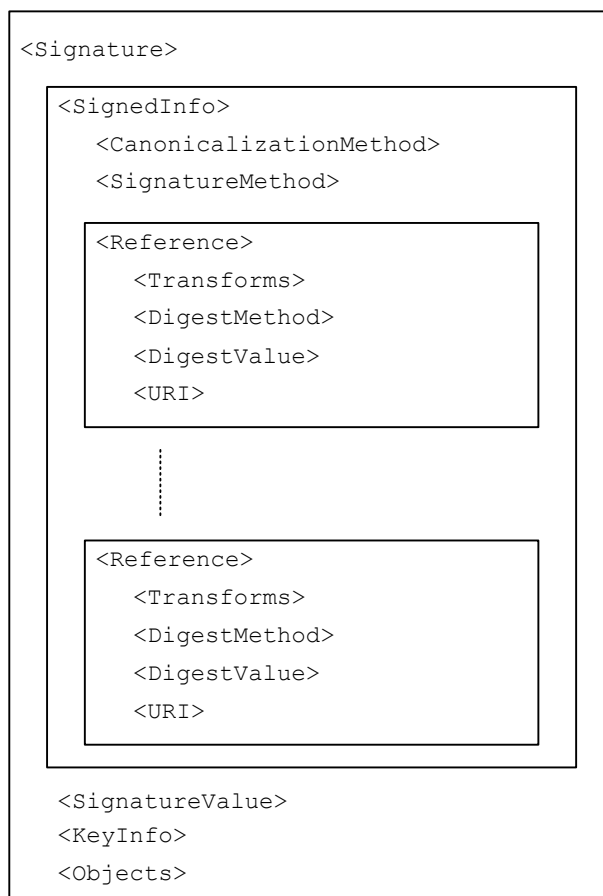 <Signature>
<SignedInfo>
<CanonicalizationMethod>
<SignatureMethod>
<Reference>
<Transforms>
<DigestMethod>
<DigestValue>
<URI>
<Reference>
<Transforms>
<DigestMethod>
<DigestValue>
<URI>
<SignatureValue>
<KeyInfo>
<Objects>